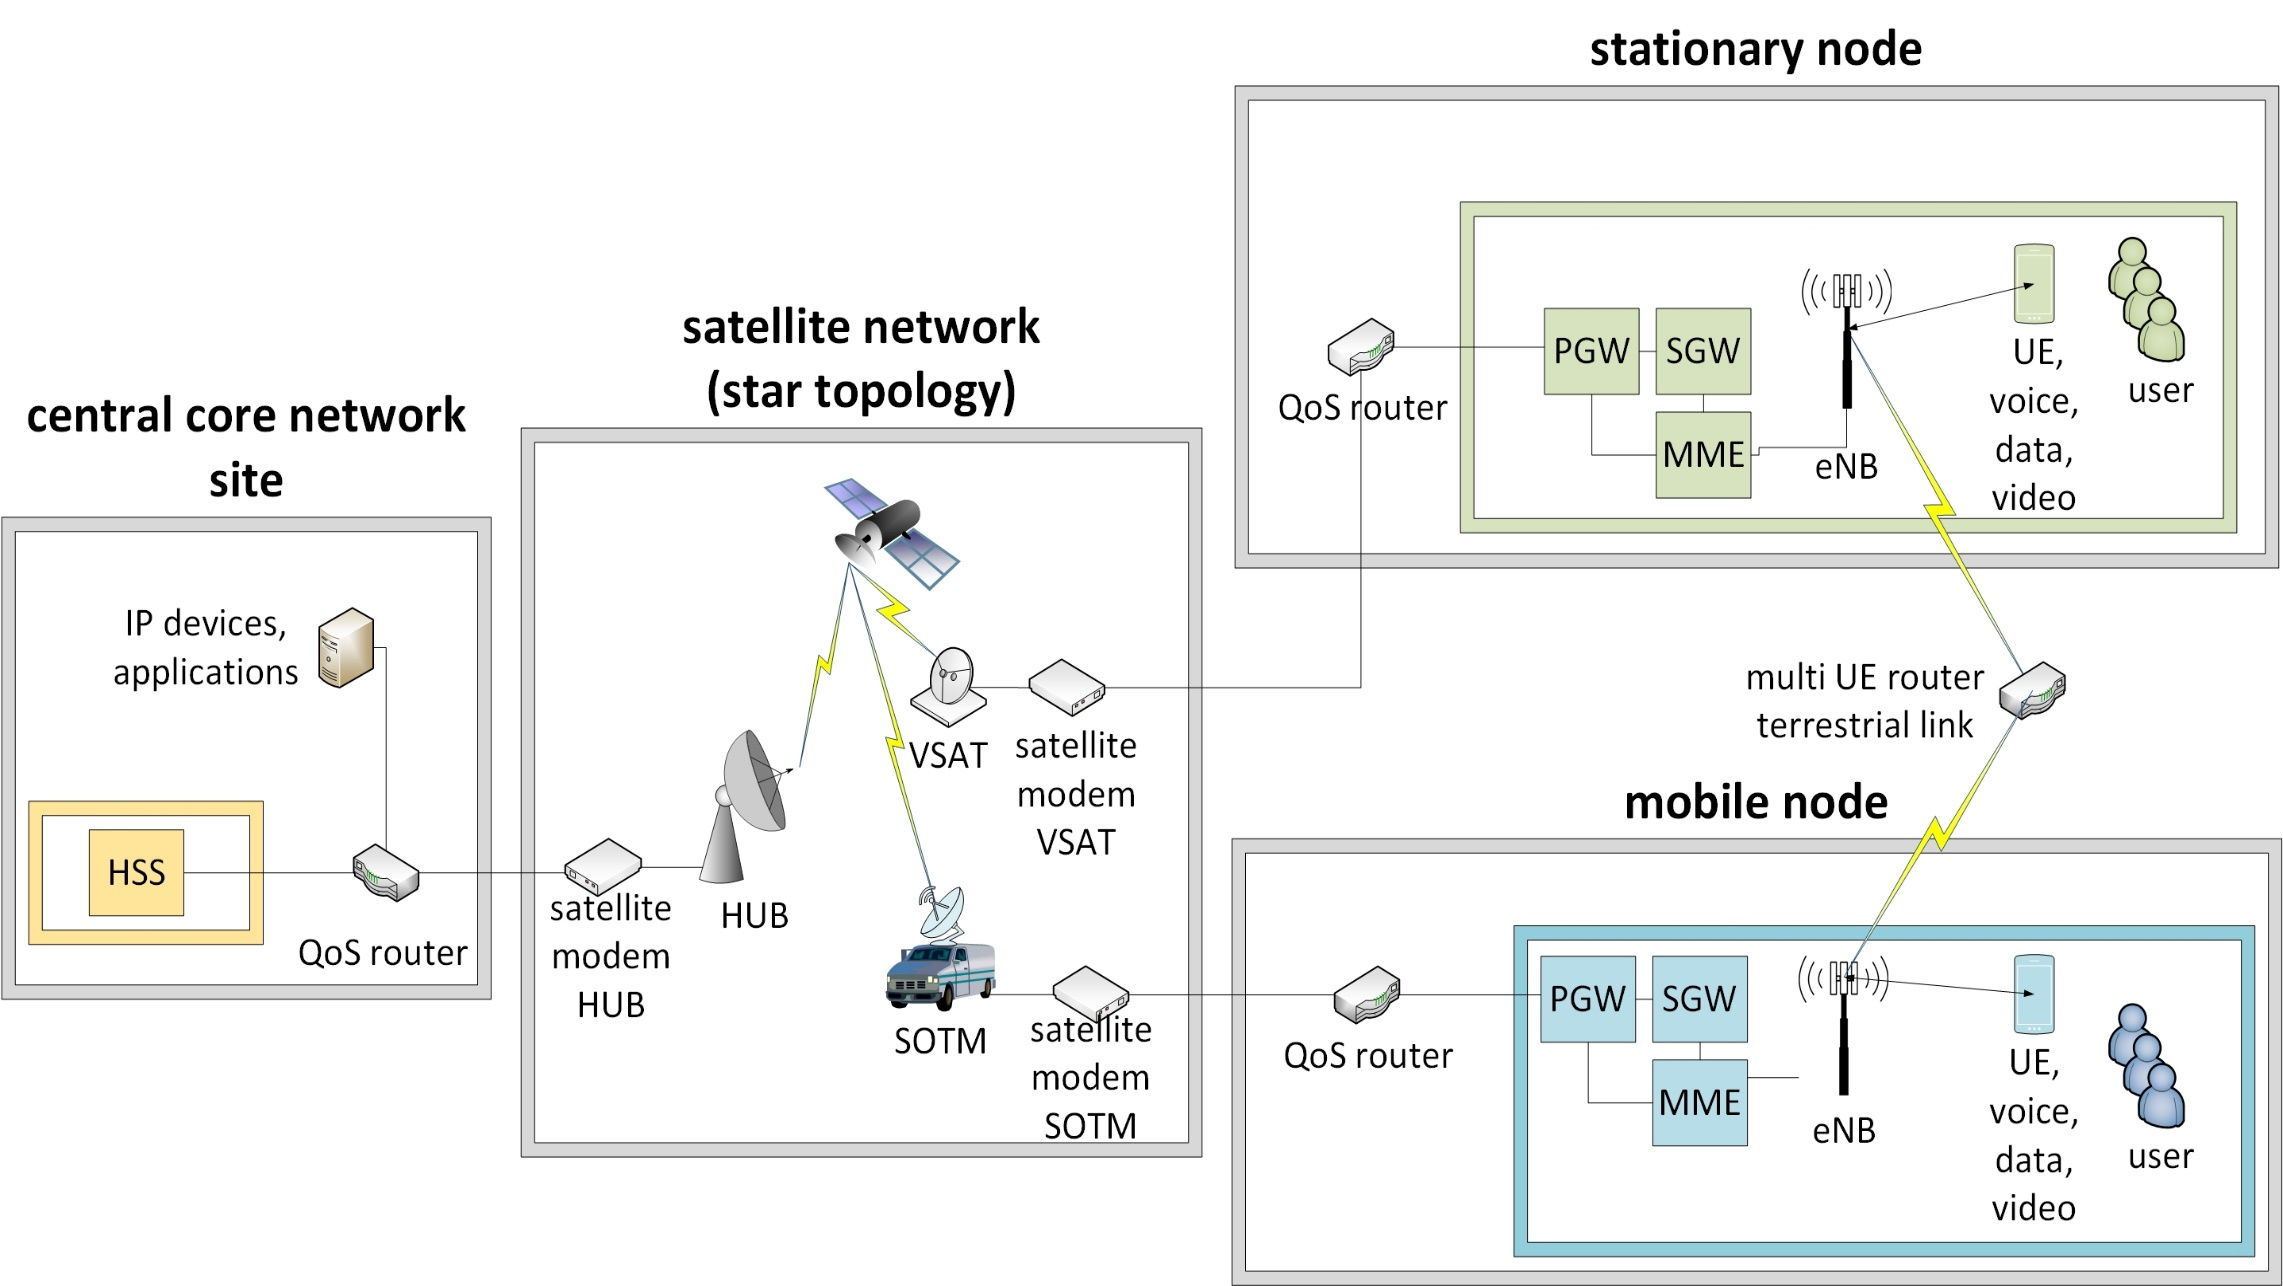 stationary node
PGW
SGW
MME
QoS router
eNB
UE,
voice,
data,
video
user
satellite network
(star topology)
central core network
site
IP devices,
applications
HSS
QoS router
satellite
modem
HUB
HUB
VSAT
satellite
modem
VSAT
SOTM
satellite
modem
SOTM
multi UE router
terrestrial link
mobile node
QoS router
PGW
SGW
MME
eNB
UE,
voice,
data,
video
user